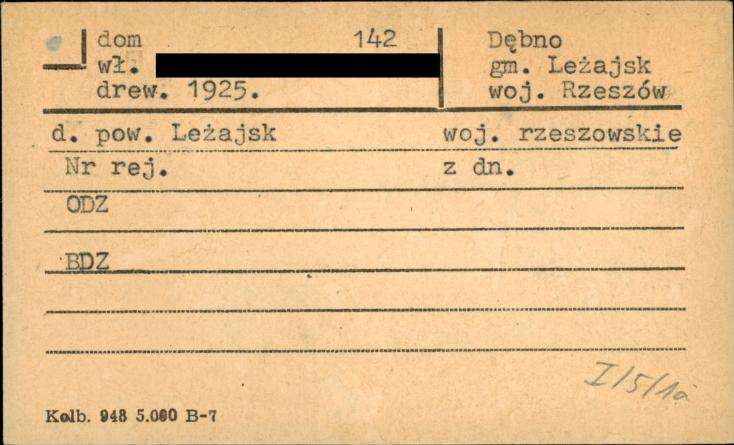 dom 142 Dębno
wł. gm. Leżajsk
drew. 1925. woj. Rzeszów
d. pow. Leżajsk woj. rzeszowskie
Nr rej. z dn.
ODZ
BDZ
I/5/1a
Kolb. 948 5.000 B-7